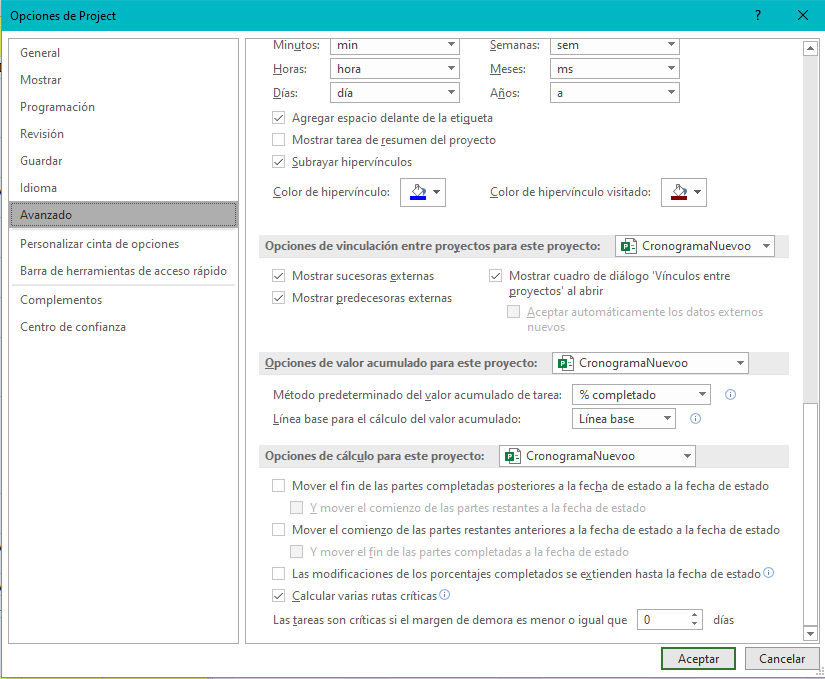 Opciones de Project
?
General
Mostrar
Programación
Revisión
Guardar
Idioma
Avanzado
Personalizar cinta de opciones
Barra de herramientas de acceso rápido
Complementos
Centro de confianza
Minutos: min Semanas: sem
Horas: hora Meses: ms
Días: día Años: a
Agregar espacio delante de la etiqueta
Mostrar tarea de resumen del proyecto
Subrayar hipervínculos
Color de hipervínculo: Color de hipervínculo visitado:
Opciones de vinculación entre proyectos para este proyecto: CronogramaNuevoo
Mostrar sucesoras externas
Mostrar predecesoras externas
Mostrar cuadro de diálogo 'Vínculos entre
proyectos' al abrir
Aceptar automáticamente los datos externos
nuevos
Opciones de valor acumulado para este proyecto: CronogramaNuevoo
Método predeterminado del valor acumulado de tarea: % completado
Línea base para el cálculo del valor acumulado: Línea base
Opciones de cálculo para este proyecto: CronogramaNuevoo
Mover el fin de las partes completadas posteriores a la fecha de estado a la fecha de estado
Y mover el comienzo de las partes restantes a la fecha de estado
Mover el comienzo de las partes restantes anteriores a la fecha de estado a la fecha de estado
Y mover el fin de las partes completadas a la fecha de estado
Las modificaciones de los porcentajes completados se extienden hasta la fecha de estado
Calcular varias rutas críticas
Las tareas son críticas si el margen de demora es menor o igual que 0 días
Aceptar Cancelar